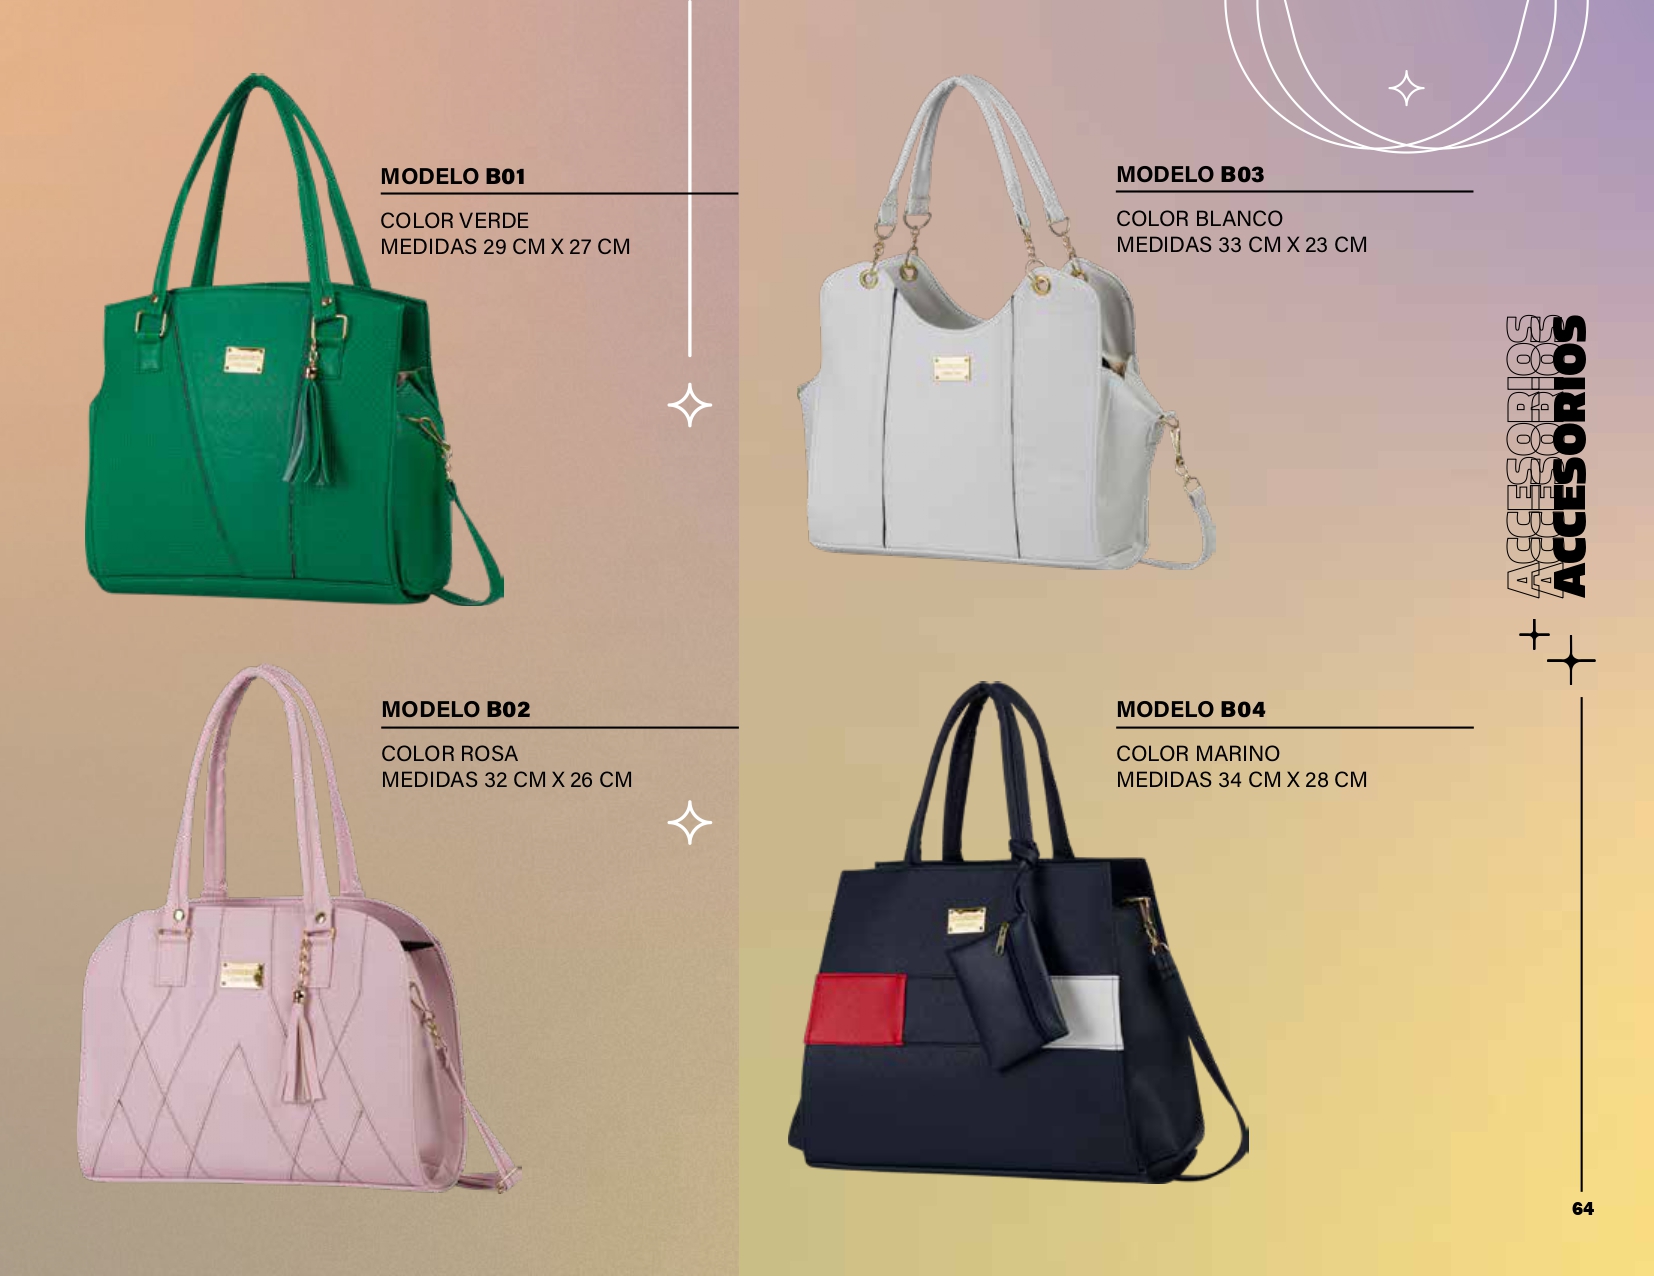 MODELO B01
COLOR VERDE
MEDIDAS 29 CM X 27 CM
MODELO B03
COLOR BLANCO
MEDIDAS 33 CM X 23 CM
MODELO B02
COLOR ROSA
MEDIDAS 32 CM X 26 CM
MODELO B04
COLOR MARINO
MEDIDAS 34 CM X 28 CM
ACCESORIOS
ACCESORIOS
ACCESORIOS
64